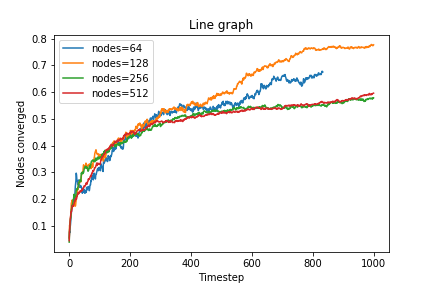 Line graph
nodes=64
nodes=128
nodes=256
nodes=512
Nodes converged
0.8
0.7
0.6
0.5
0.4
0.3
0.2
0.1
0 200 400 600 800 1000
Timestep